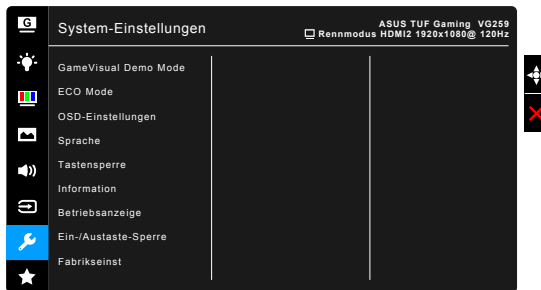 G
System-Einstellungen
ASUS TUF Gaming VG259
Rennmodus HDMI2 1920x1080@ 120Hz
GameVisual Demo Mode
ECO Mode
OSD-Einstellungen
Sprache
Tastensperre
Information
Betriebsanzeige
Ein-/Austaste-Sperre
Fabrikseinst